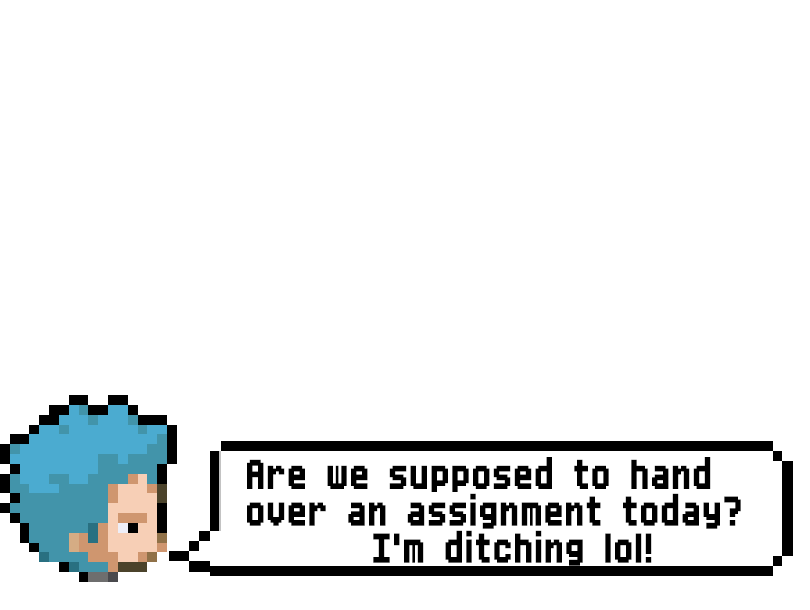 Are we supposed to hand
over an assignment today?
I'm ditching lol!